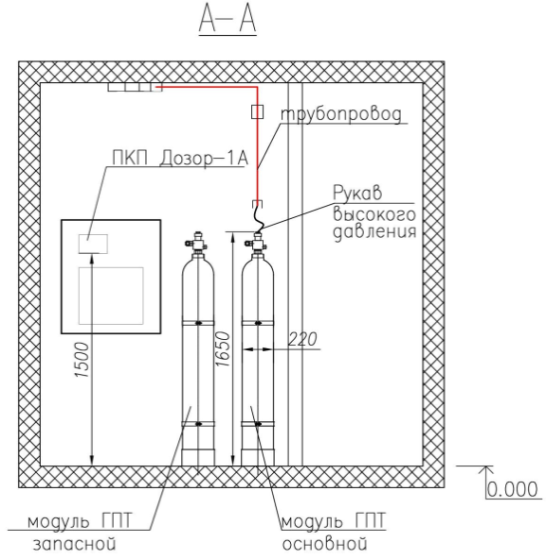 А-А
трубопровод
ПКП Дозор-1А
Рукав
высокого
давления
1500
1650
220
0.000
модуль ГПТ
запасной
модуль ГПТ
основной